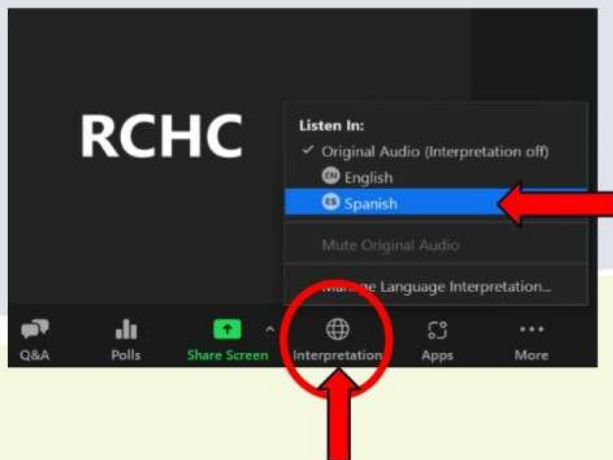 RCHC
Listen In:
✓ Original Audio (Interpretation off)
EN English
ES Spanish
Mute Original Audio
Manage Language Interpretation...
Q&A
Polls
Share Screen
Interpretation
Apps
More